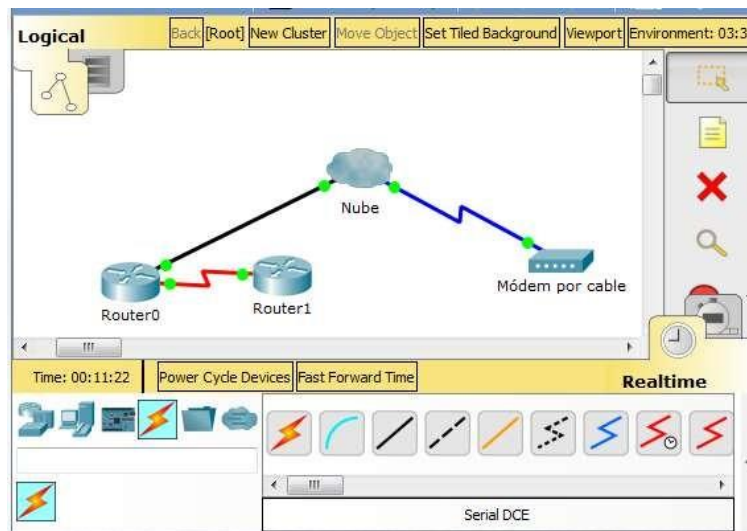 Logical
Back [Root] New Cluster Move Object Set Tiled Background Viewport Environment: 03:3
Nube
Módem por cable
Router0
Router1
Time: 00:11:22 Power Cycle Devices Fast Forward Time
Realtime
Serial DCE